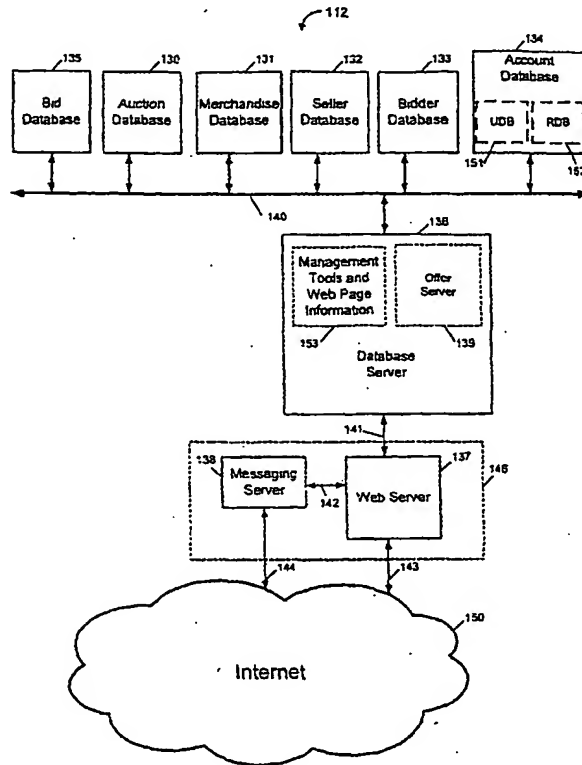 112
135
130
131
132
133
134
Bid
Database
Auction
Database
Merchandise
Database
Seller
Database
Bidder
Database
Account
Database
UDB
RDB
151
152
140
136
Management
Tools and
Web Page
Information
Offer
Server
153
139
Database
Server
141
138
137
146
Messaging
Server
142
Web Server
144
143
150
Internet